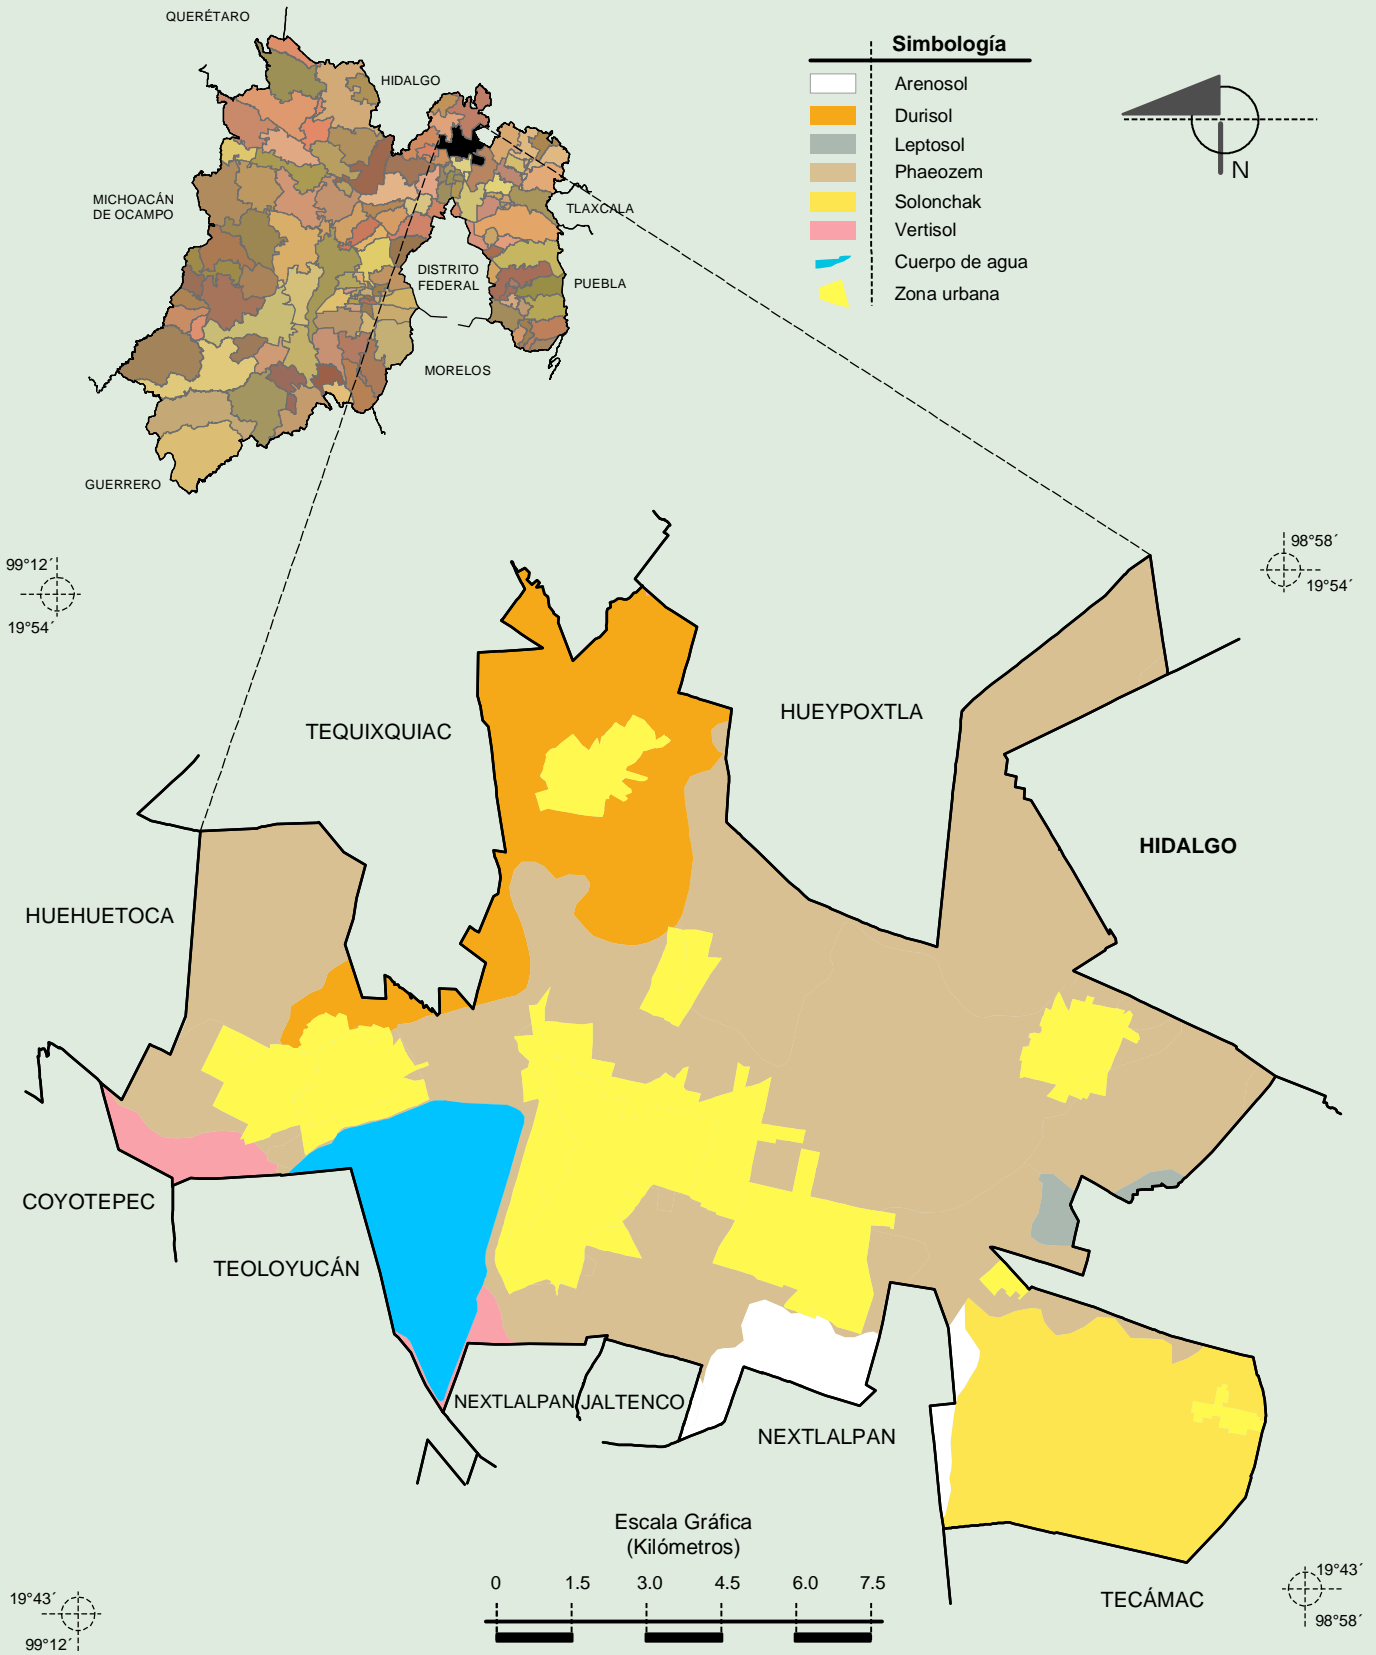 QUERÉTARO
HIDALGO
MICHOACÁN
DE OCAMPO
TLAXCALA
DISTRITO
FEDERAL
PUEBLA
MORELOS
GUERRERO
Simbología
Arenosol
Durisol
Leptosol
Phaeozem
Solonchak
Vertisol
Cuerpo de agua
Zona urbana
N
99°12´
19°54´
98°58´
19°54´
TEQUIXQUIAC
HUEYPOXTLA
HIDALGO
HUEHUETOCA
COYOTEPEC
TEOLOYUCÁN
NEXTLALPAN
JALTENCO
NEXTLALPAN
TECÁMAC
Escala Gráfica
(Kilómetros)
0 1.5 3.0 4.5 6.0 7.5
19°43´
99°12´
19°43´
98°58´